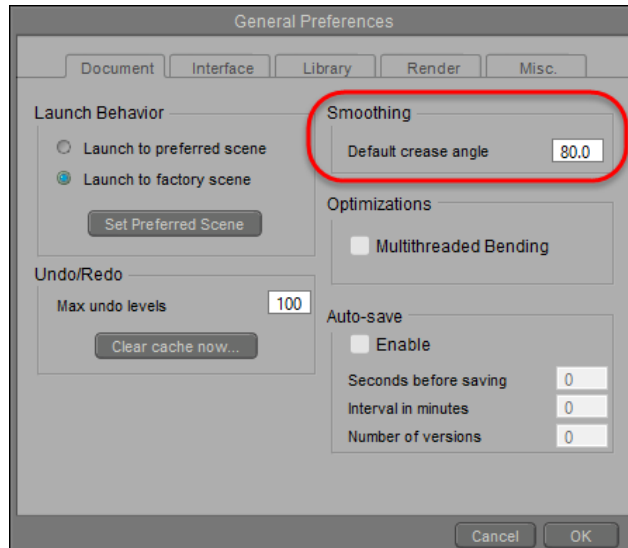 General Preferences
Document Interface Library Render Misc.
Launch Behavior
Launch to preferred scene
Launch to factory scene
Set Preferred Scene
Undo/Redo
Max undo levels 100
Clear cache now...
Smoothing
Default crease angle 80.0
Optimizations
Multithreaded Bending
Auto-save
Enable
Seconds before saving 0
Interval in minutes 0
Number of versions 0
Cancel OK